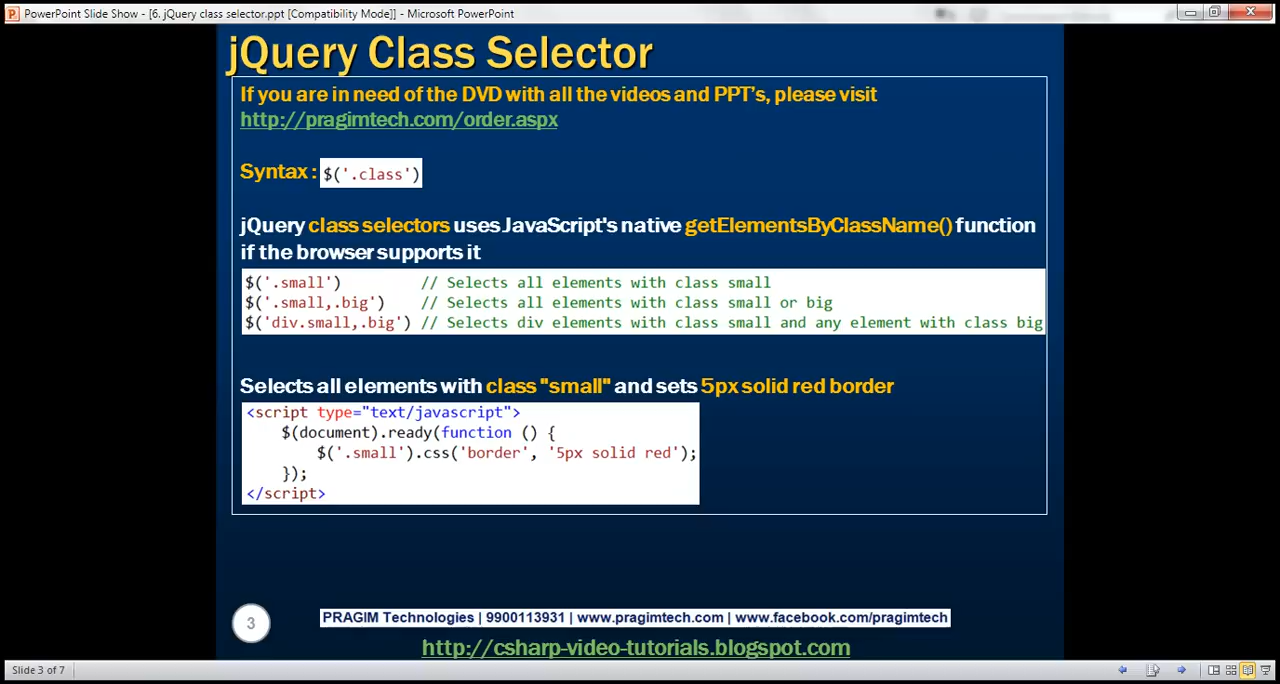 PowerPoint Slide Show - [6. jQuery class selector.ppt [Compatibility Mode]] - Microsoft PowerPoint
jQuery Class Selector
If you are in need of the DVD with all the videos and PPT's, please visit
http://pragimtech.com/order.aspx
Syntax : $('.class')
jQuery class selectors uses JavaScript's native getElementsByClassName() function
if the browser supports it
$('.small') // Selects all elements with class small
$('.small,.big') // Selects all elements with class small or big
$('div.small,.big') // Selects div elements with class small and any element with class big
Selects all elements with class "small" and sets 5px solid red border
<script type="text/javascript">
$(document).ready(function () {
$('.small').css('border', '5px solid red');
});
</script>
3
PRAGIM Technologies | 9900113931 | www.pragimtech.com | www.facebook.com/pragimtech
http://csharp-video-tutorials.blogspot.com
Slide 3 of 7